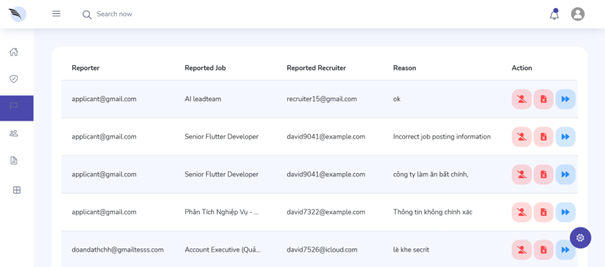 Search now
Reporter Reported Job Reported Recruiter Reason Action
applicant@gmail.com AI leadteam recruiter15@gmail.com ok
applicant@gmail.com Senior Flutter Developer david9041@example.com Incorrect job posting information
applicant@gmail.com Senior Flutter Developer david9041@example.com công ty làm ăn bất chính,
applicant@gmail.com Phân Tích Nghiệp Vụ - ... david7322@example.com Thông tin không chính xác
doandathchh@gmailtesss.com Account Executive (Quả... david7526@icloud.com lè khe secrit